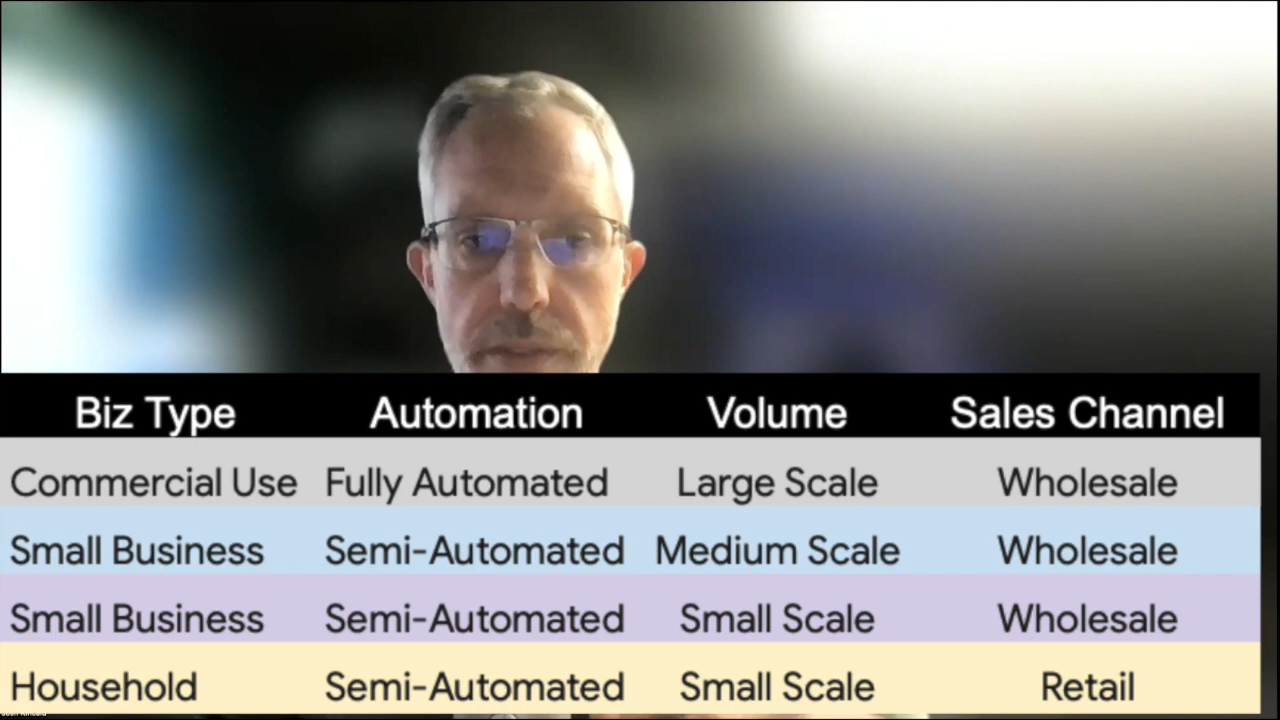 Biz Type Automation Volume Sales Channel
Commercial Use Fully Automated Large Scale Wholesale
Small Business Semi-Automated Medium Scale Wholesale
Small Business Semi-Automated Small Scale Wholesale
Household Semi-Automated Small Scale Retail